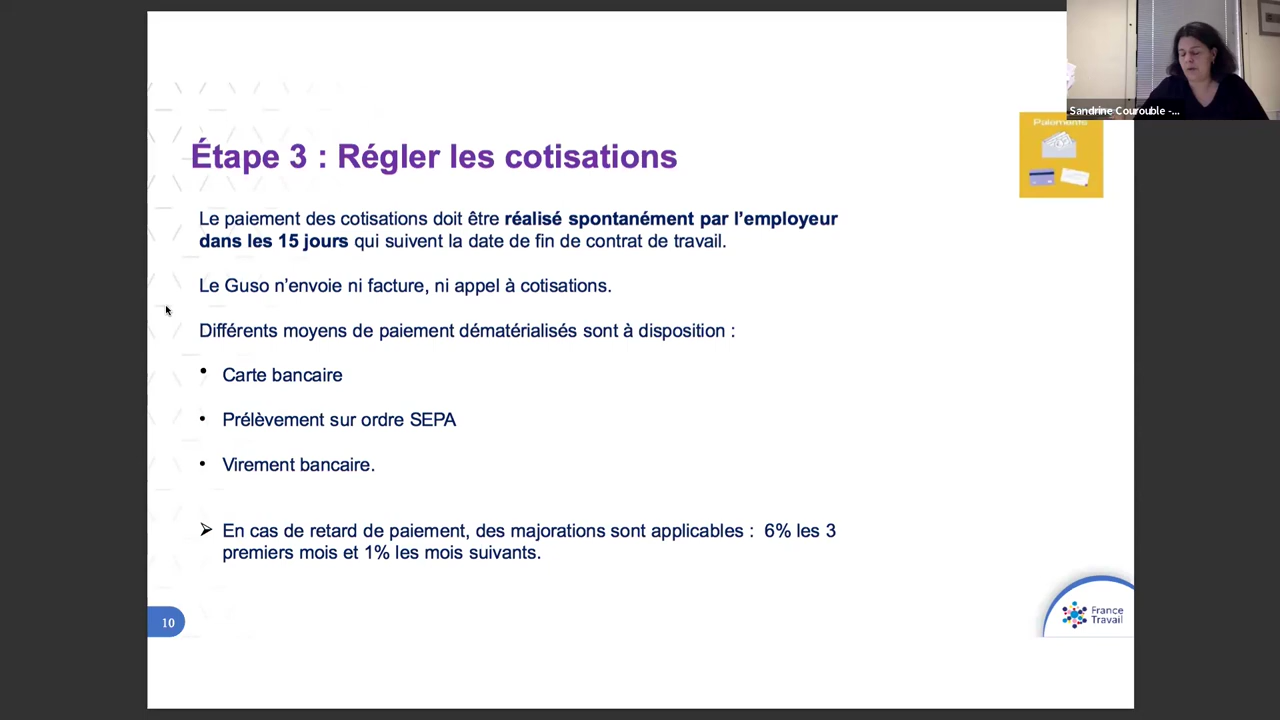 Sandrine Courouble -...
Paiements
Étape 3 : Régler les cotisations
Le paiement des cotisations doit être réalisé spontanément par l’employeur
dans les 15 jours qui suivent la date de fin de contrat de travail.
Le Guso n’envoie ni facture, ni appel à cotisations.
Différents moyens de paiement dématérialisés sont à disposition :
• Carte bancaire
• Prélèvement sur ordre SEPA
• Virement bancaire.
➢ En cas de retard de paiement, des majorations sont applicables : 6% les 3
premiers mois et 1% les mois suivants.
10
France
Travail